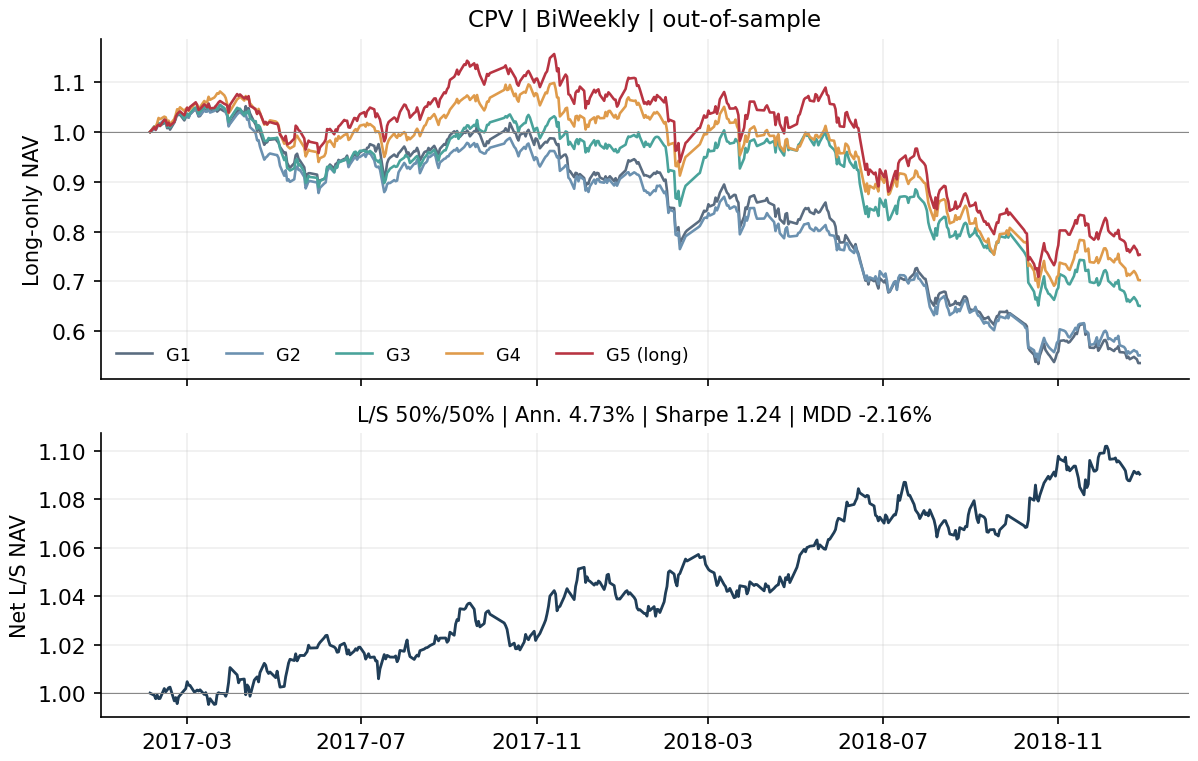 CPV | BiWeekly | out-of-sample
Long-only NAV
1.1
1.0
0.9
0.8
0.7
0.6
G1 G2 G3 G4 G5 (long)
L/S 50%/50% | Ann. 4.73% | Sharpe 1.24 | MDD -2.16%
Net L/S NAV
1.10
1.08
1.06
1.04
1.02
1.00
2017-03 2017-07 2017-11 2018-03 2018-07 2018-11